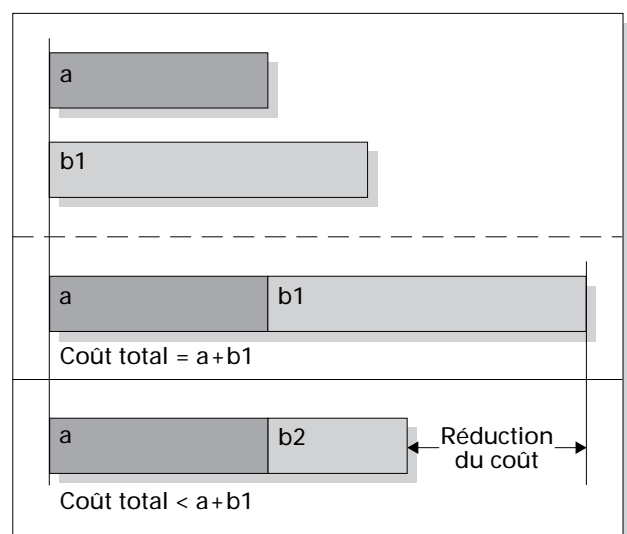 a
b1
a b1
Coût total = a+b1
a b2
Réduction
du coût
Coût total < a+b1